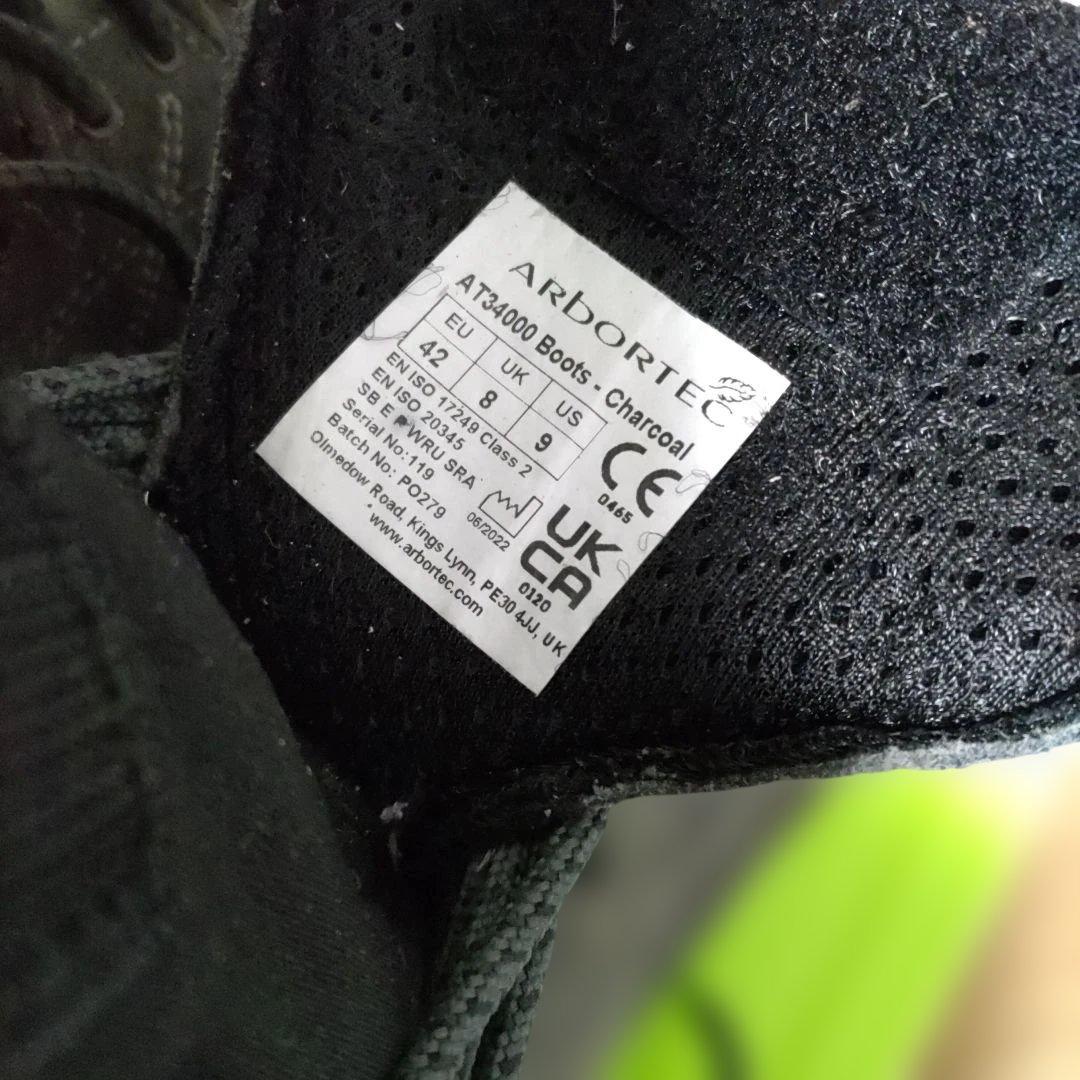 ARBORTEC
AT34000 Boots - Charcoal
EU UK US
42 8 9
EN ISO 17249 Class 2
EN ISO 20345
SB E WRU SRA
Serial No: 119
Batch No: PO279
06/2022
CE
0465
UK
CA
0120
Olmedow Road, Kings Lynn, PE30 4JJ, UK
www.arbortec.com